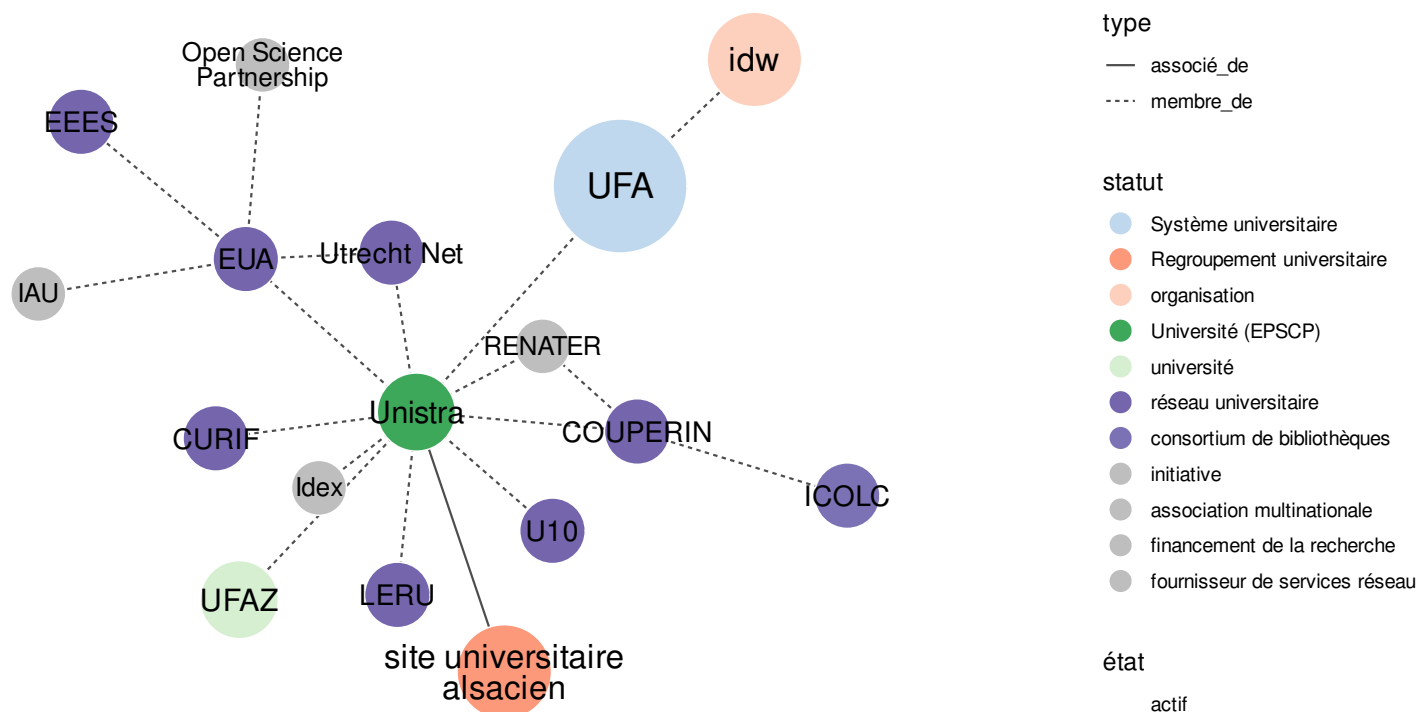 Open Science
Partnership
EEES
idw
UFA
EUA
Utrecht Net
IAU
RENATER
Unistra
CURIF
COUPERIN
Idex
ICOLC
U10
UFAZ
LERU
site universitaire
alsacien
type
associé_de
membre_de
statut
Système universitaire
Regroupement universitaire
organisation
Université (EPSCP)
université
réseau universitaire
consortium de bibliothèques
initiative
association multinationale
financement de la recherche
fournisseur de services réseau
état
actif